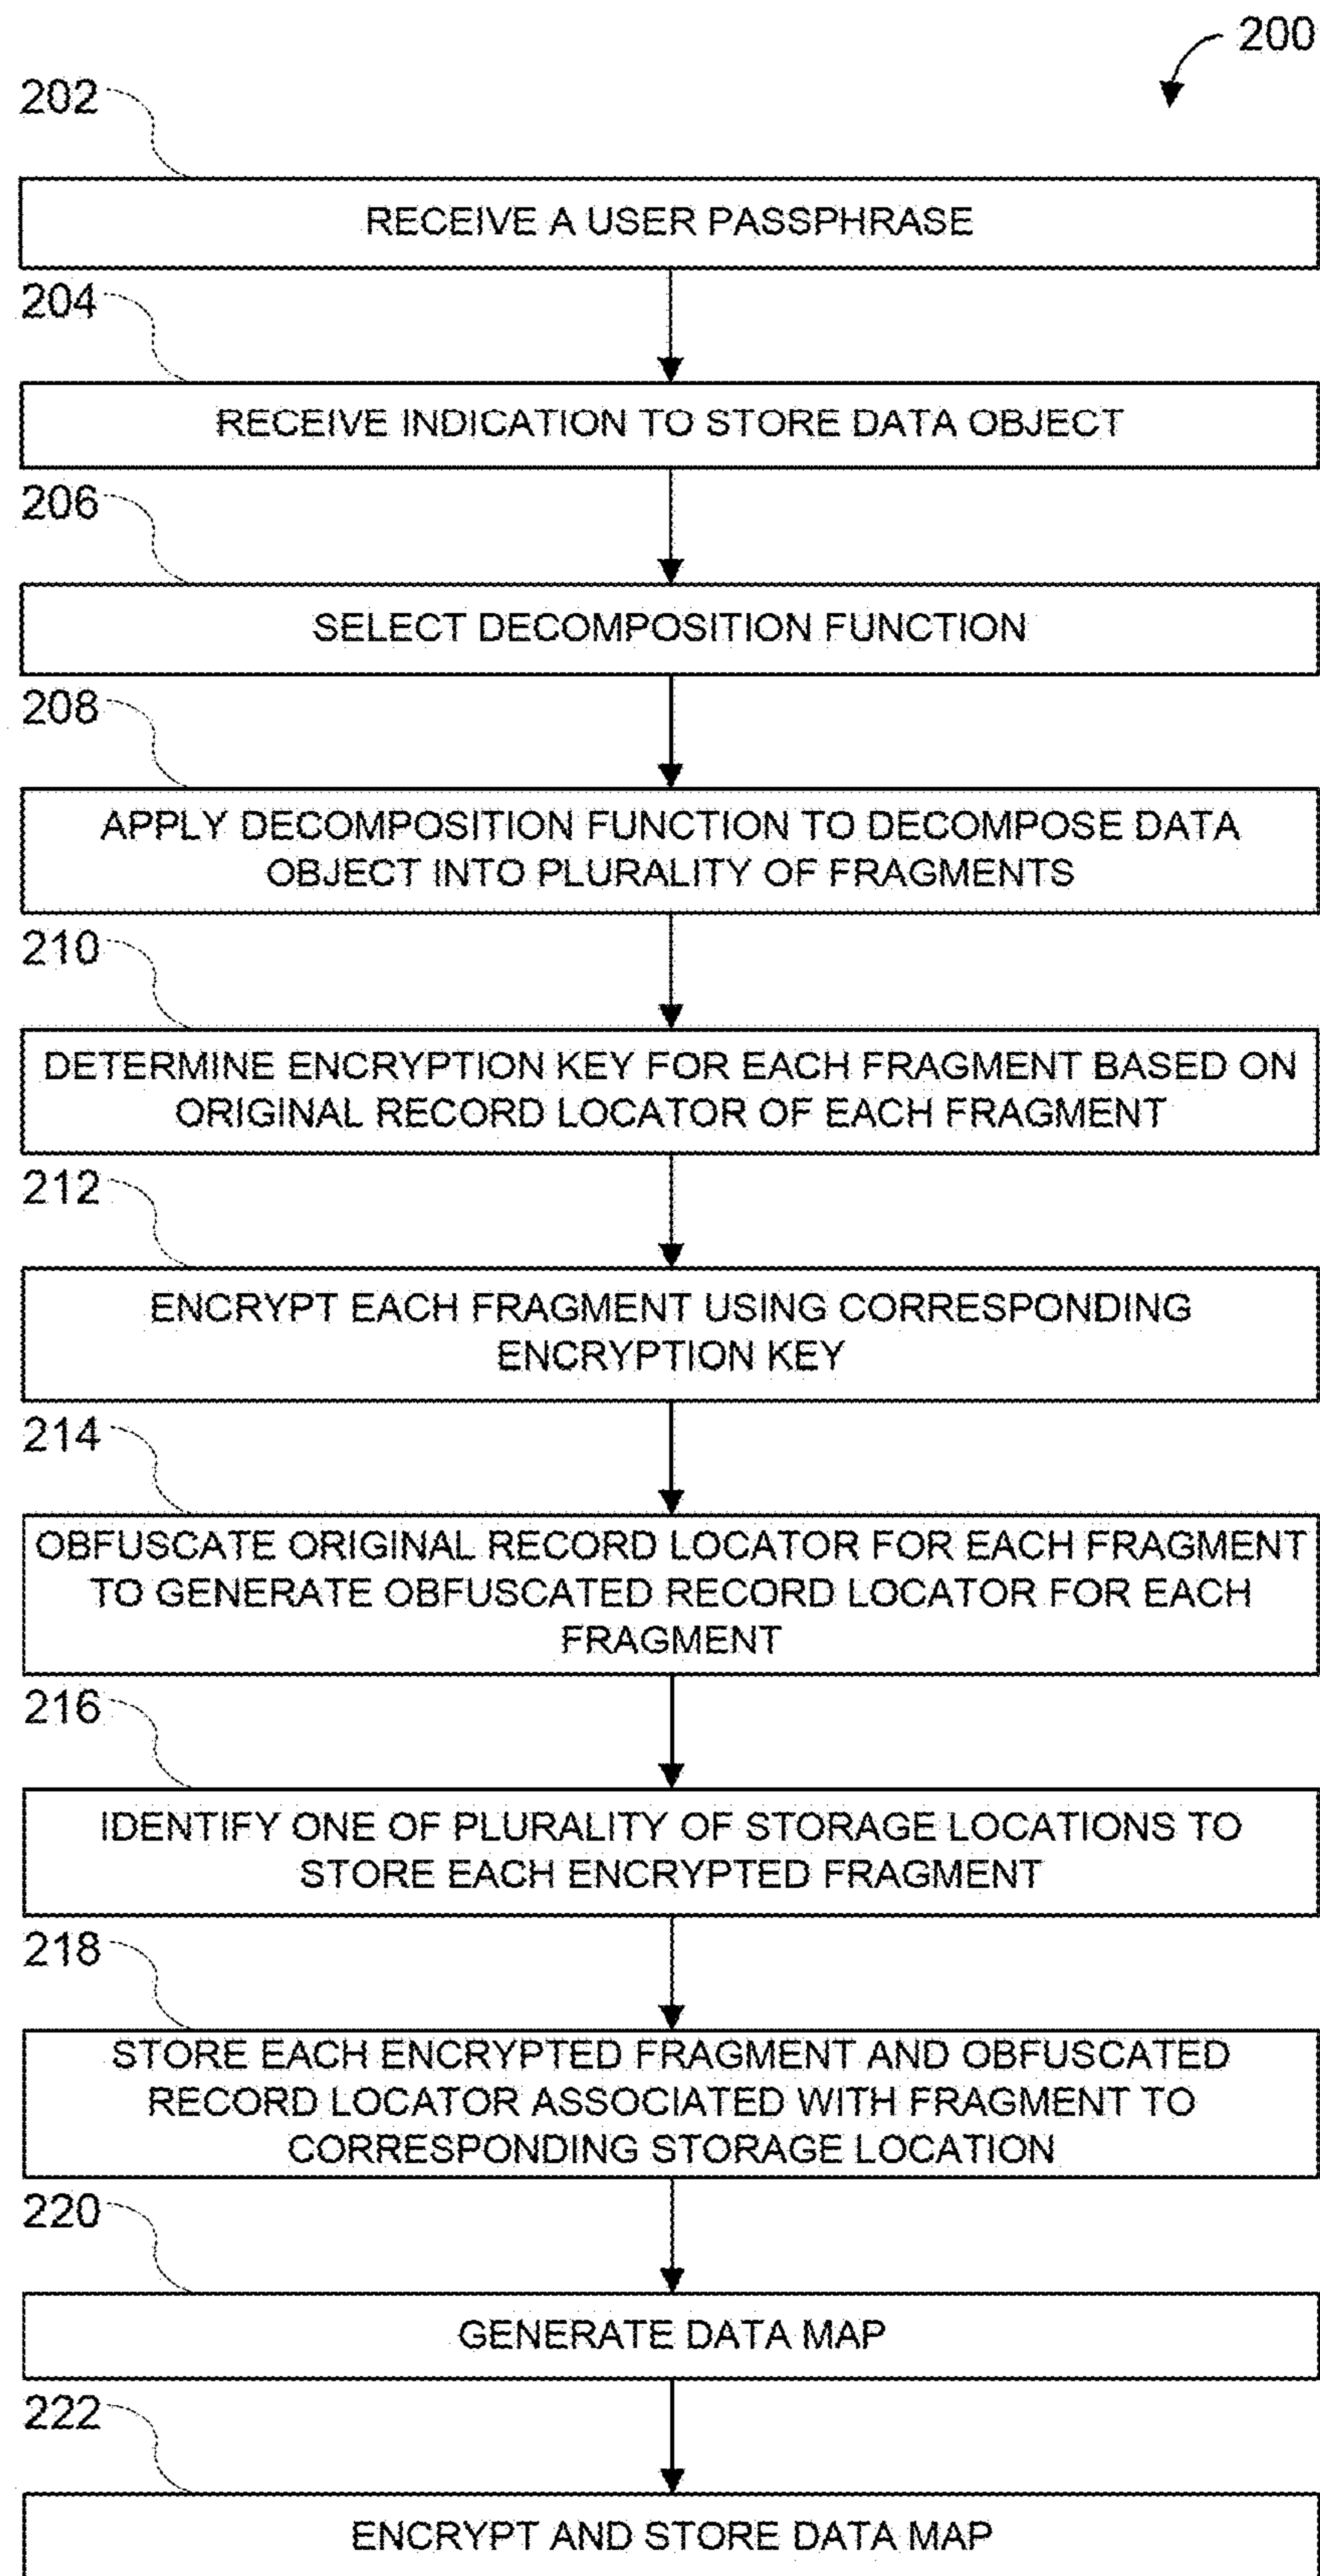 200
202
RECEIVE A USER PASSPHRASE
204
RECEIVE INDICATION TO STORE DATA OBJECT
206
SELECT DECOMPOSITION FUNCTION
208
APPLY DECOMPOSITION FUNCTION TO DECOMPOSE DATA
OBJECT INTO PLURALITY OF FRAGMENTS
210
DETERMINE ENCRYPTION KEY FOR EACH FRAGMENT BASED ON
ORIGINAL RECORD LOCATOR OF EACH FRAGMENT
212
ENCRYPT EACH FRAGMENT USING CORRESPONDING
ENCRYPTION KEY
214
OBFUSCATE ORIGINAL RECORD LOCATOR FOR EACH FRAGMENT
TO GENERATE OBFUSCATED RECORD LOCATOR FOR EACH
FRAGMENT
216
IDENTIFY ONE OF PLURALITY OF STORAGE LOCATIONS TO
STORE EACH ENCRYPTED FRAGMENT
218
STORE EACH ENCRYPTED FRAGMENT AND OBFUSCATED
RECORD LOCATOR ASSOCIATED WITH FRAGMENT TO
CORRESPONDING STORAGE LOCATION
220
GENERATE DATA MAP
222
ENCRYPT AND STORE DATA MAP